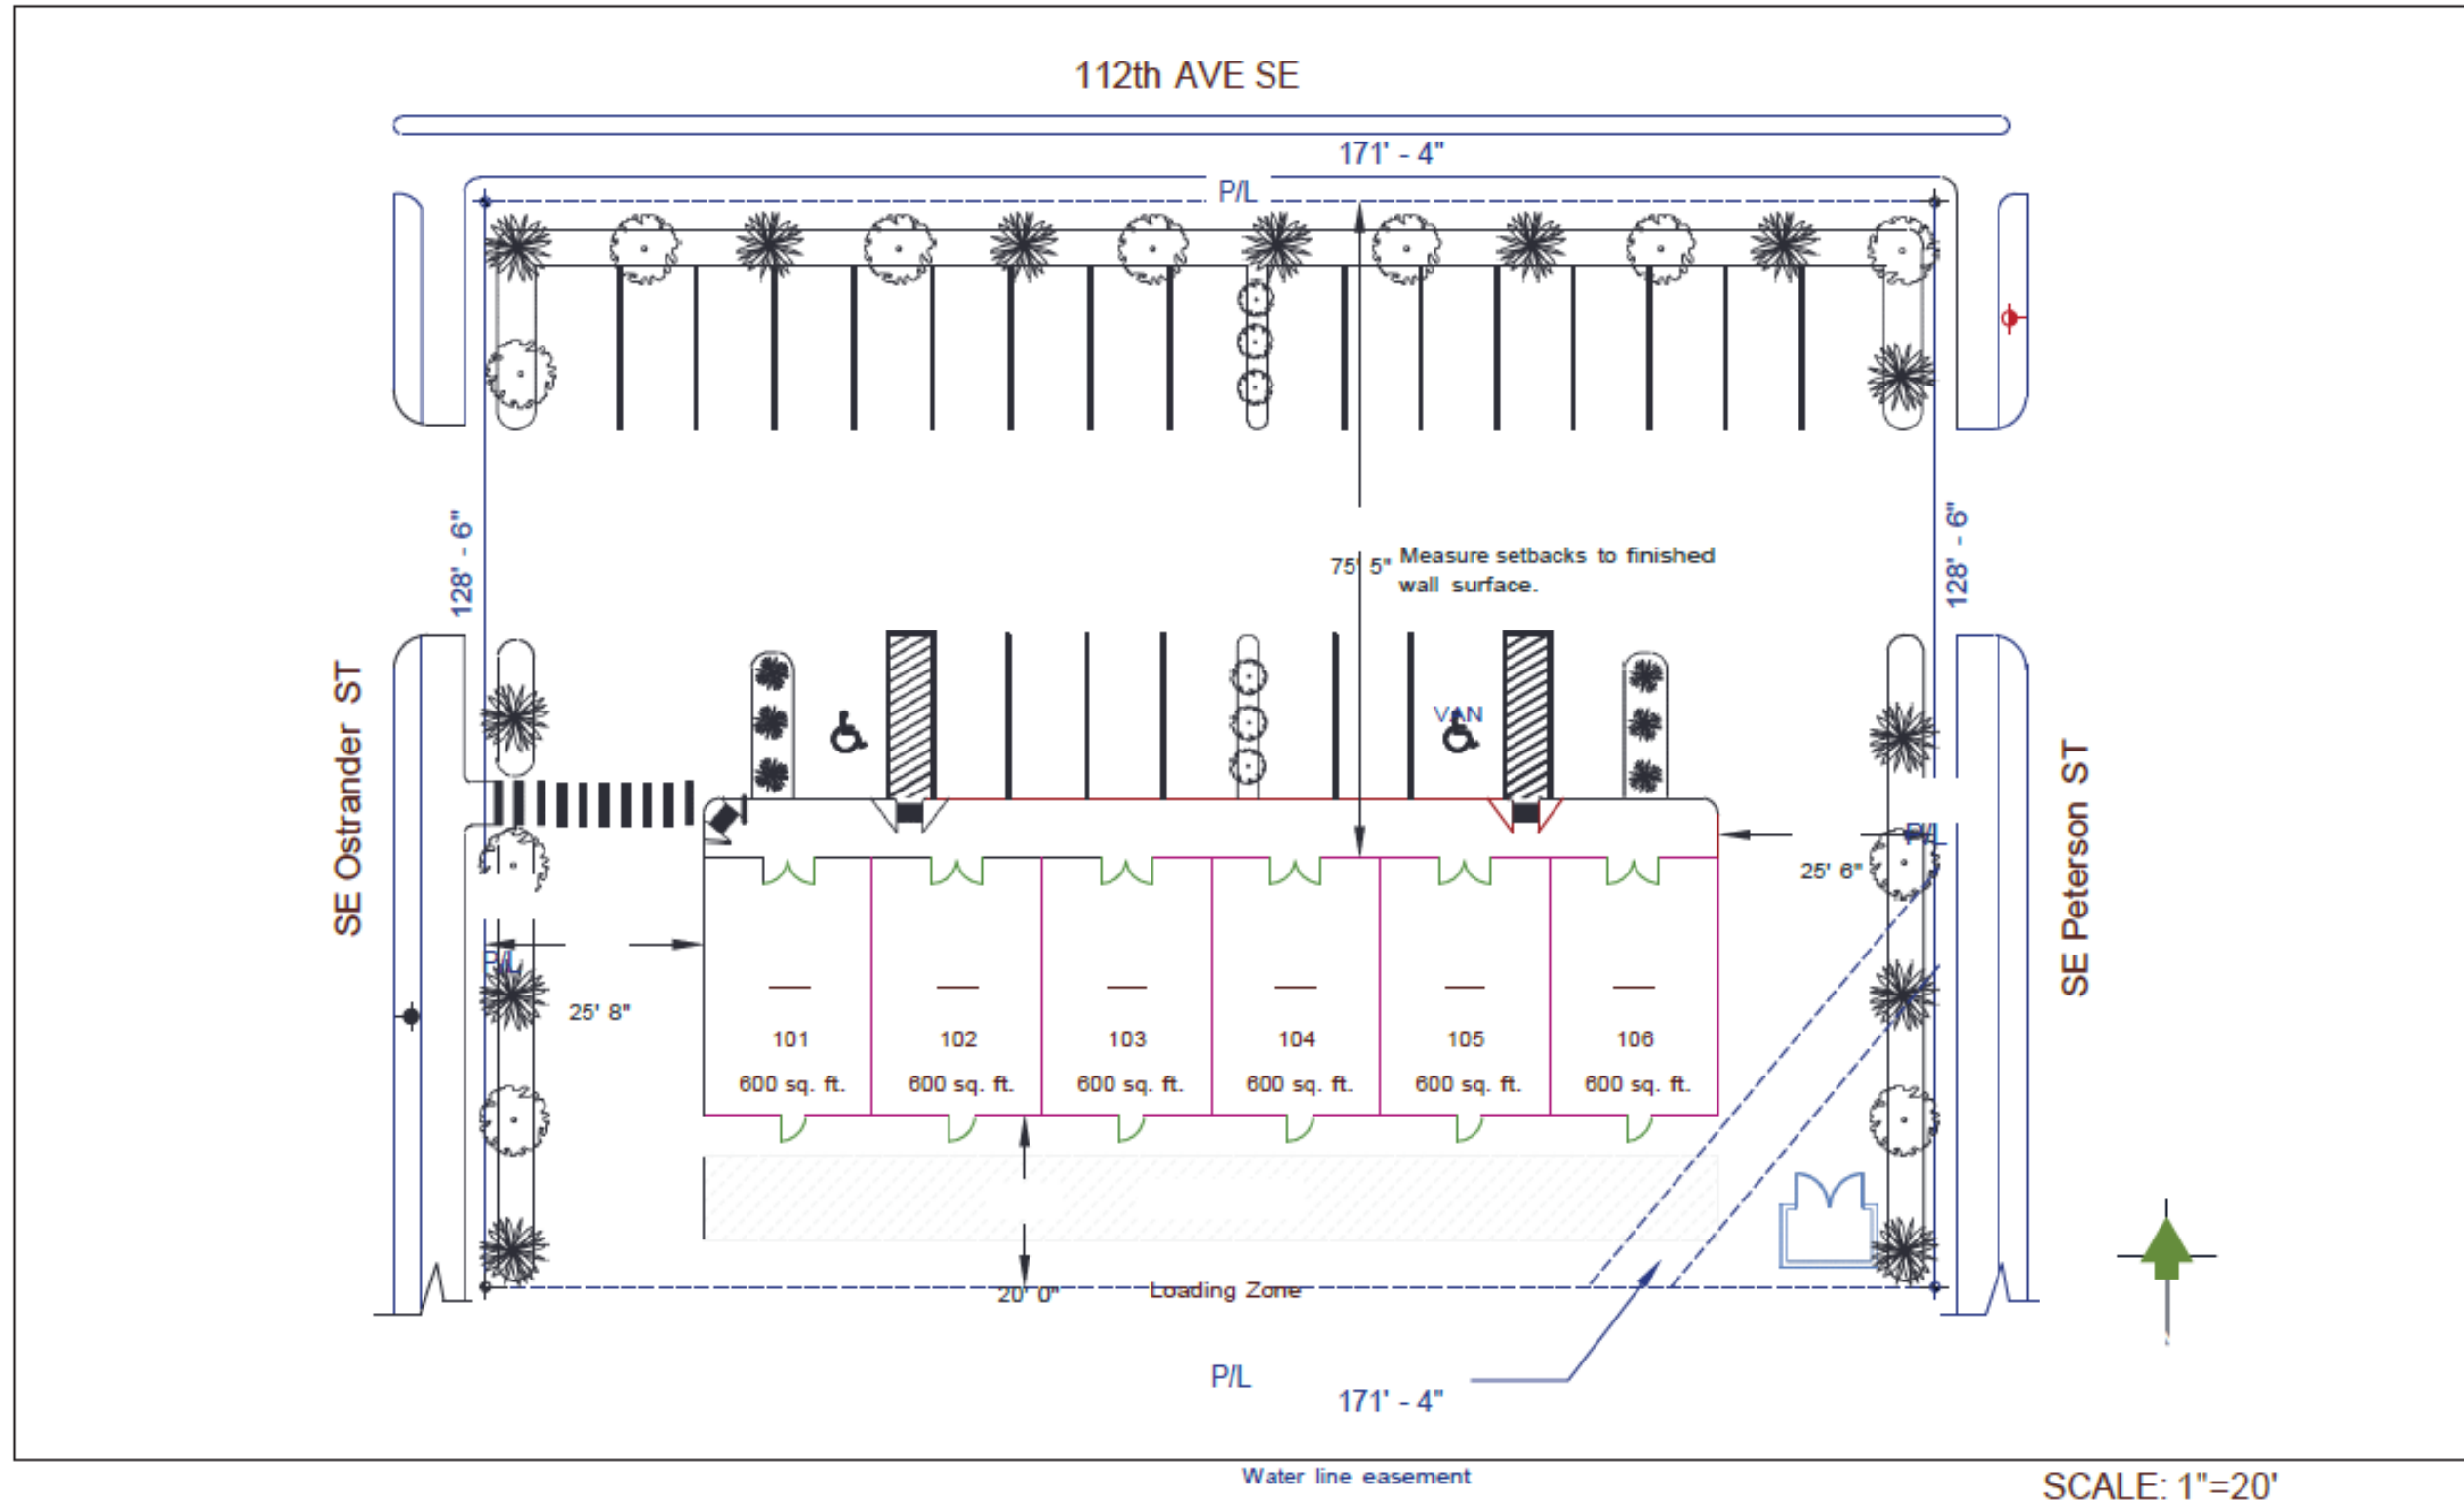 112th AVE SE
171' - 4"
P/L
128' - 6"
128' - 6"
75' 5"
Measure setbacks to finished
wall surface.
SE Ostrander ST
VAN
SE Peterson ST
P/L
25' 6"
P/L
25' 8"
101
102
103
104
105
106
600 sq. ft.
600 sq. ft.
600 sq. ft.
600 sq. ft.
600 sq. ft.
600 sq. ft.
20' 0"
Loading Zone
P/L
171' - 4"
Water line easement
SCALE: 1"=20'